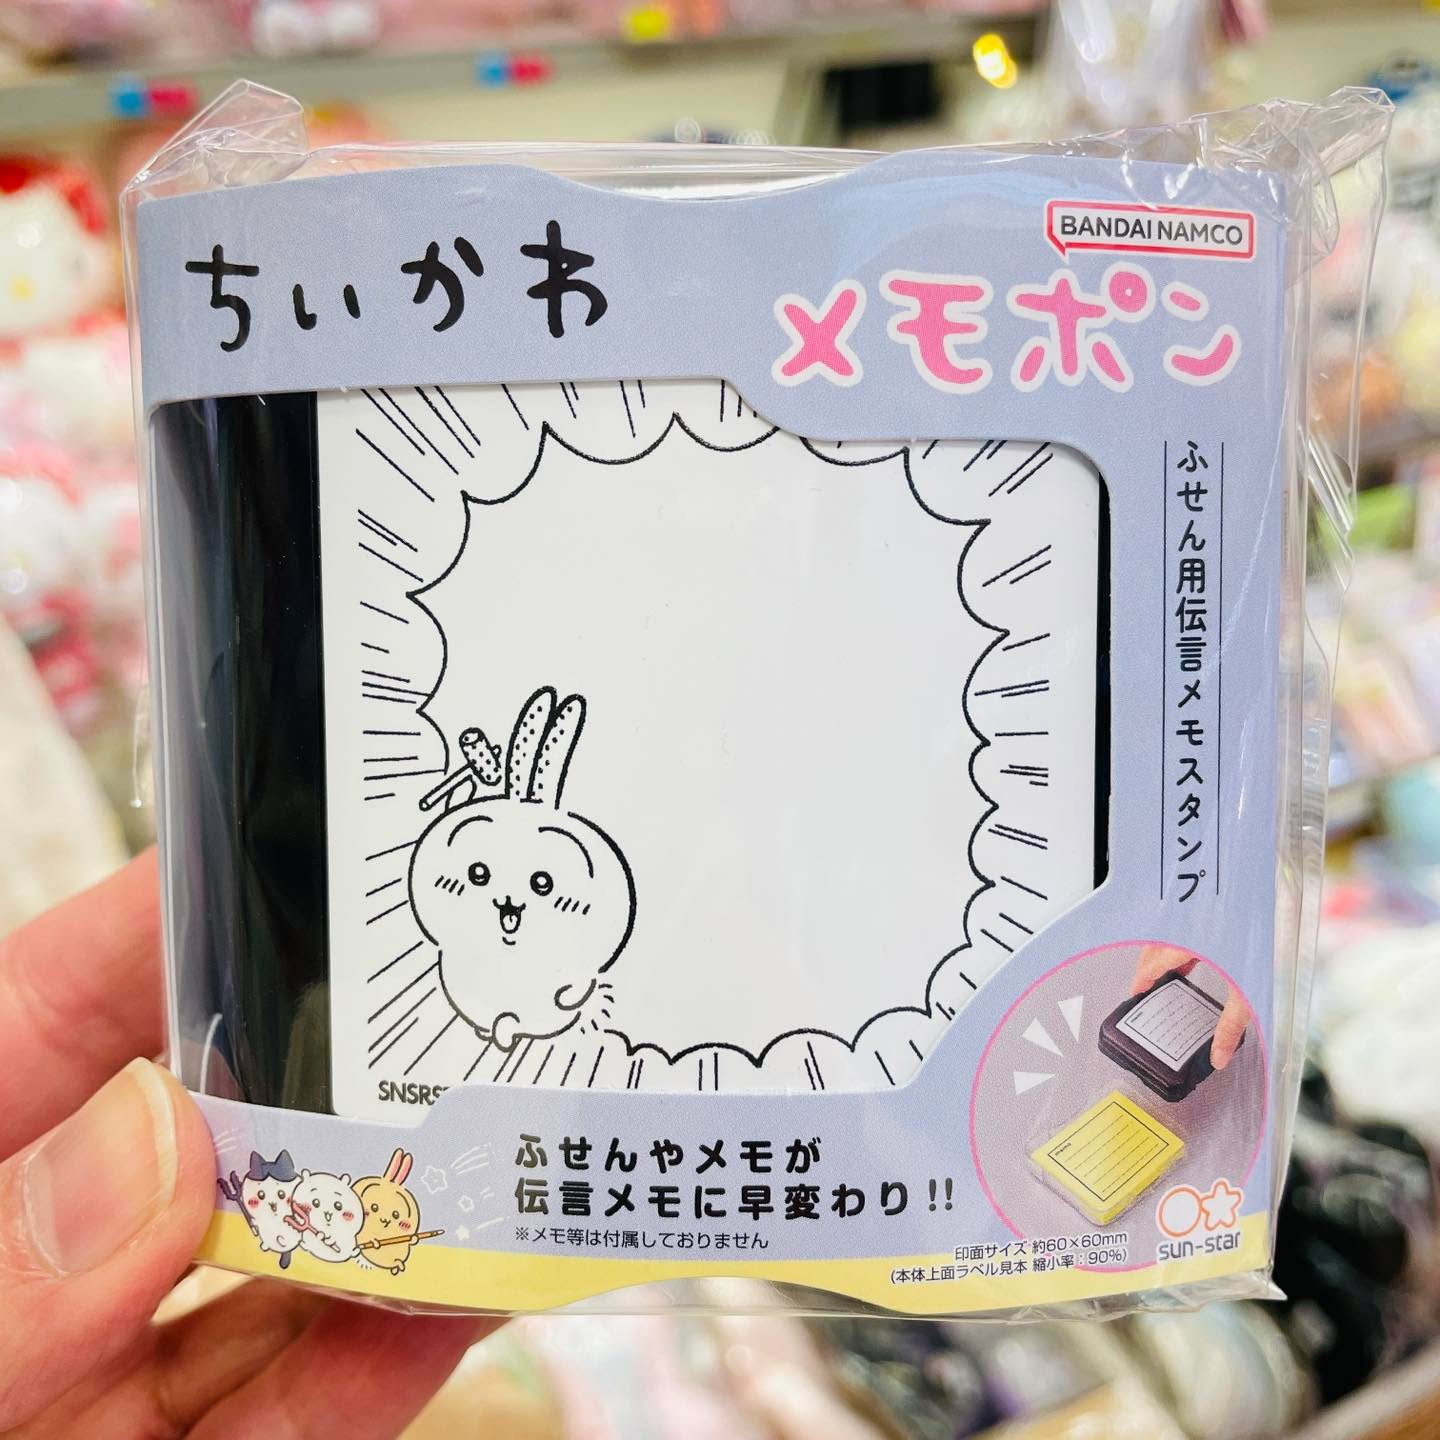 ちいかわ
BANDAI NAMCO
メモポン
ふせん用伝言メモスタンプ
SNSRS
ふせんやメモが
伝言メモに早変わり!!
※メモ等は付属しておりません
印面サイズ 約60×60mm
(本体上面ラベル見本 縮小率：90%)
sun-star